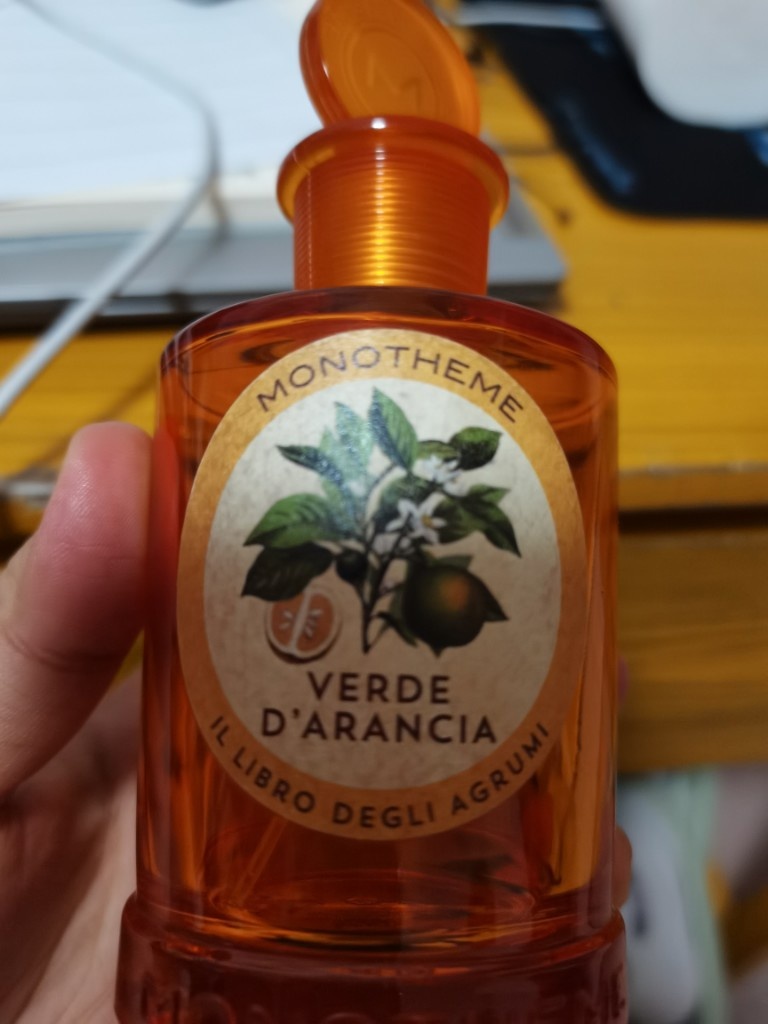 M
MONOTHEME
VERDE
D'ARANCIA
IL LIBRO DEGLI AGRUMI